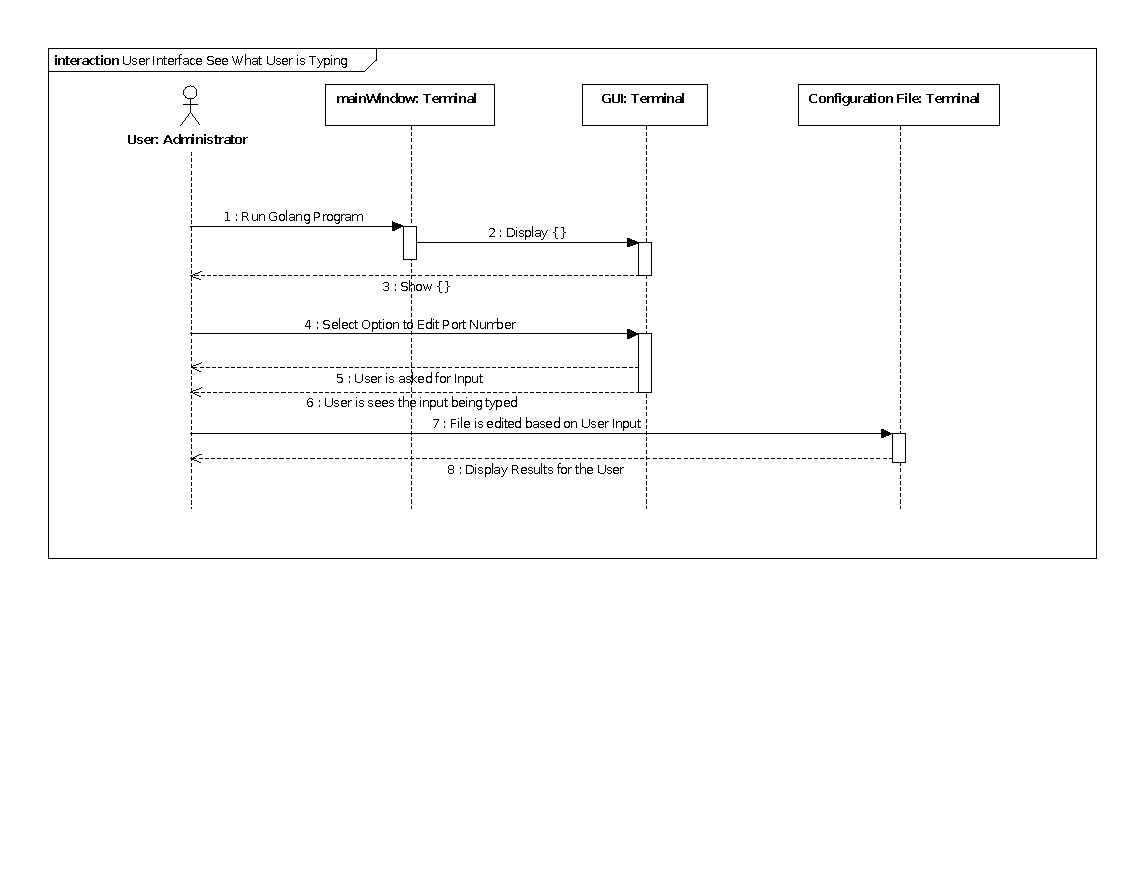 interaction User Interface See What User is Typing
mainWindow: Terminal
GUI: Terminal
Configuration File: Terminal
User: Administrator
1 : Run Golang Program
2 : Display {}
3 : Show {}
4 : Select Option to Edit Port Number
5 : User is asked for Input
6 : User is sees the input being typed
7 : File is edited based on User Input
8 : Display Results for the User